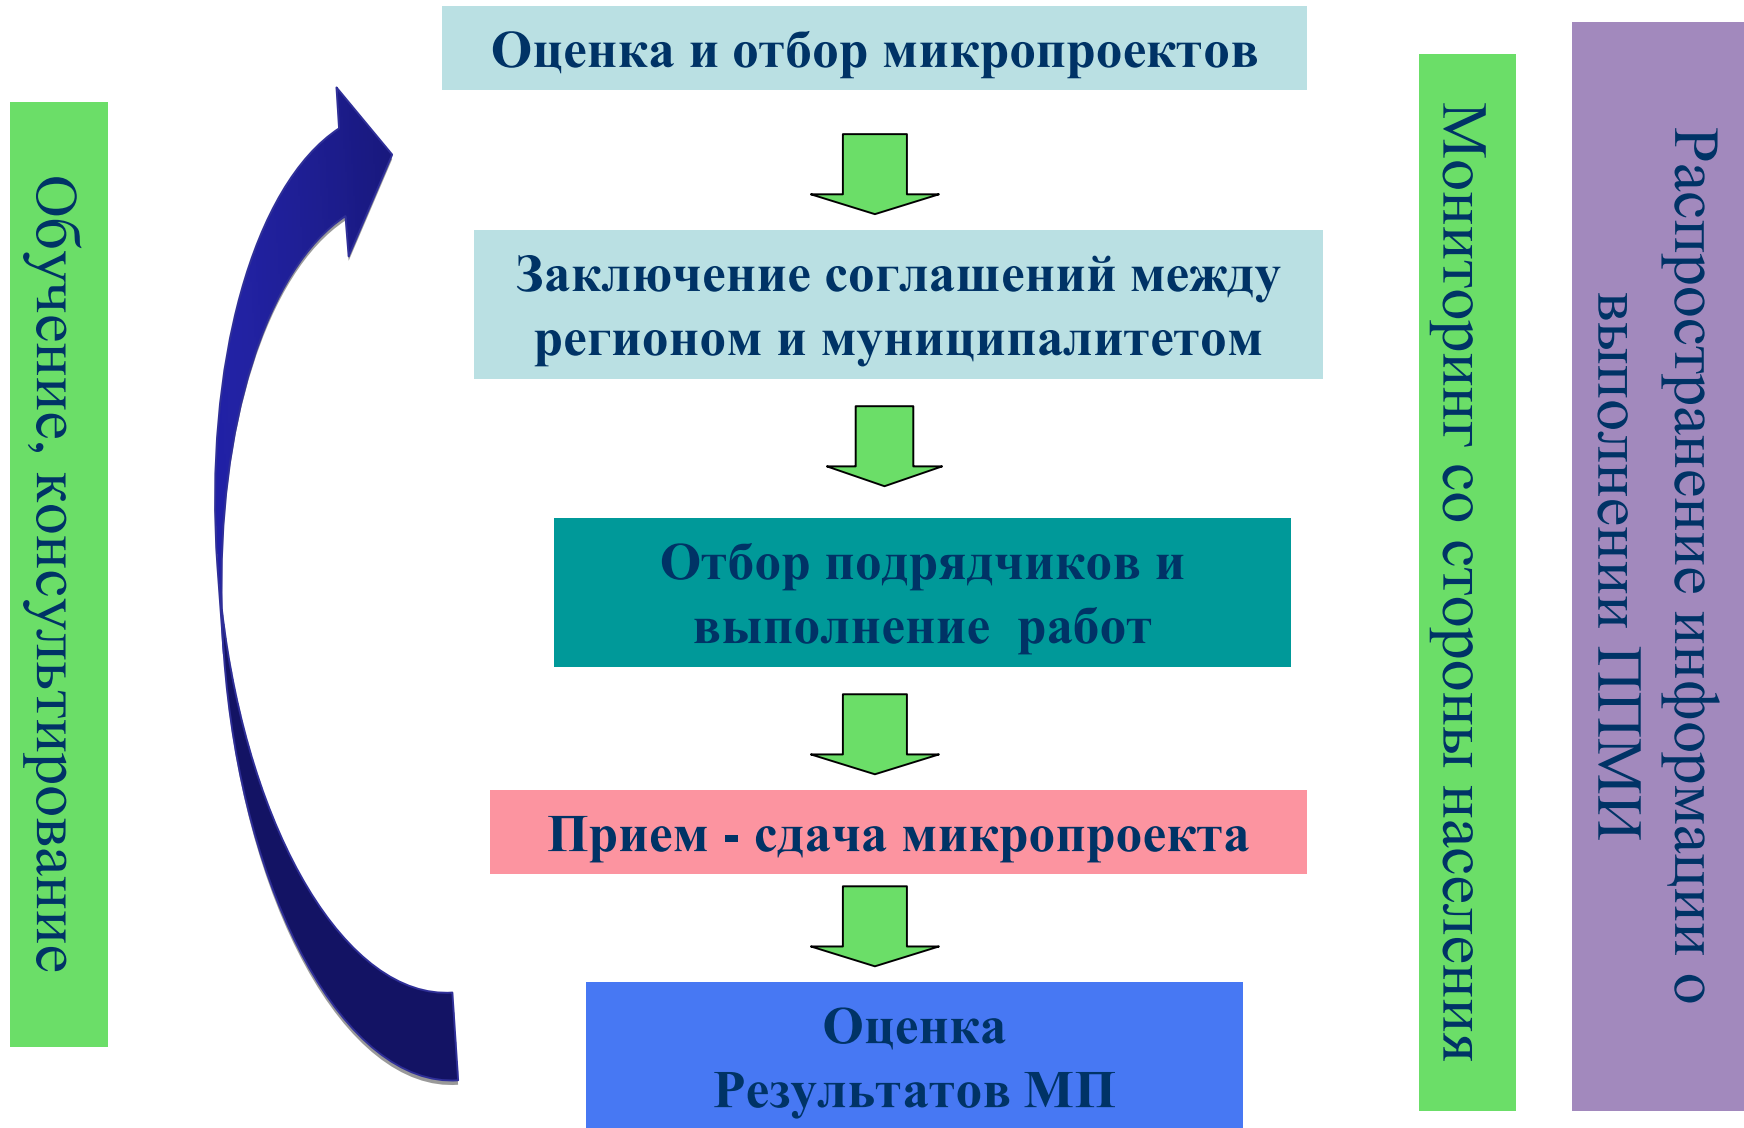 Оценка и отбор микропроектов
Заключение соглашений между
регионом и муниципалитетом
Отбор подрядчиков и
выполнение работ
Прием - сдача микропроекта
Оценка
Результатов МП
Обучение, консультирование
Мониторинг со стороны населения
Распространение информации о
выполнении ППМИ